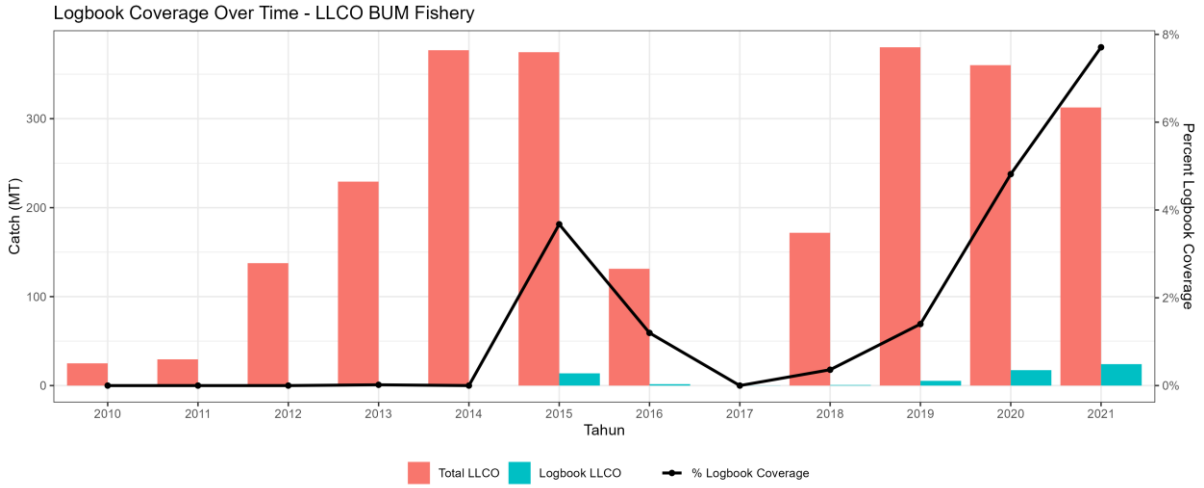 Logbook Coverage Over Time - LLCO BUM Fishery
Catch (MT)
300
200
100
0
8%
6%
4%
2%
0%
Percent Logbook Coverage
2010 2011 2012 2013 2014 2015 2016 2017 2018 2019 2020 2021
Tahun
Total LLCO Logbook LLCO % Logbook Coverage